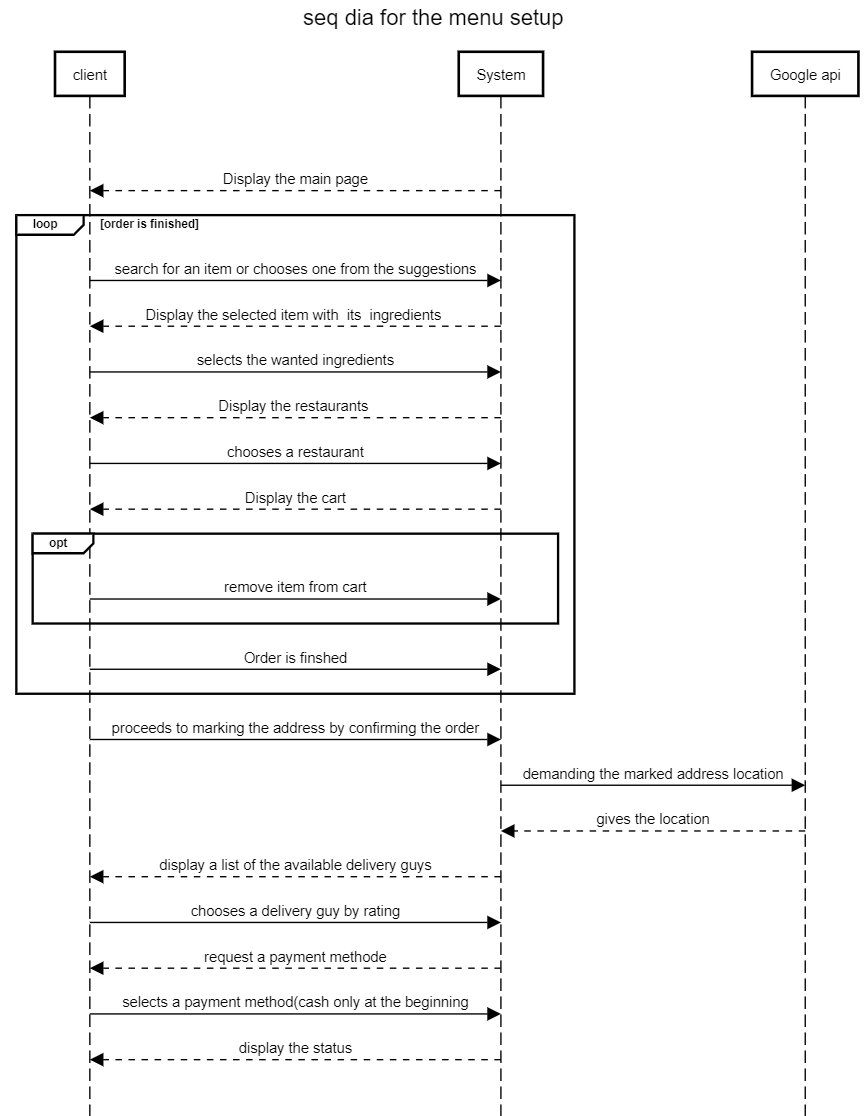 seq dia for the menu setup
client
System
Google api
Display the main page
loop
[order is finished]
search for an item or chooses one from the suggestions
Display the selected item with its ingredients
selects the wanted ingredients
Display the restaurants
chooses a restaurant
Display the cart
opt
remove item from cart
Order is finshed
proceeds to marking the address by confirming the order
demanding the marked address location
gives the location
display a list of the available delivery guys
chooses a delivery guy by rating
request a payment methode
selects a payment method(cash only at the beginning
display the status